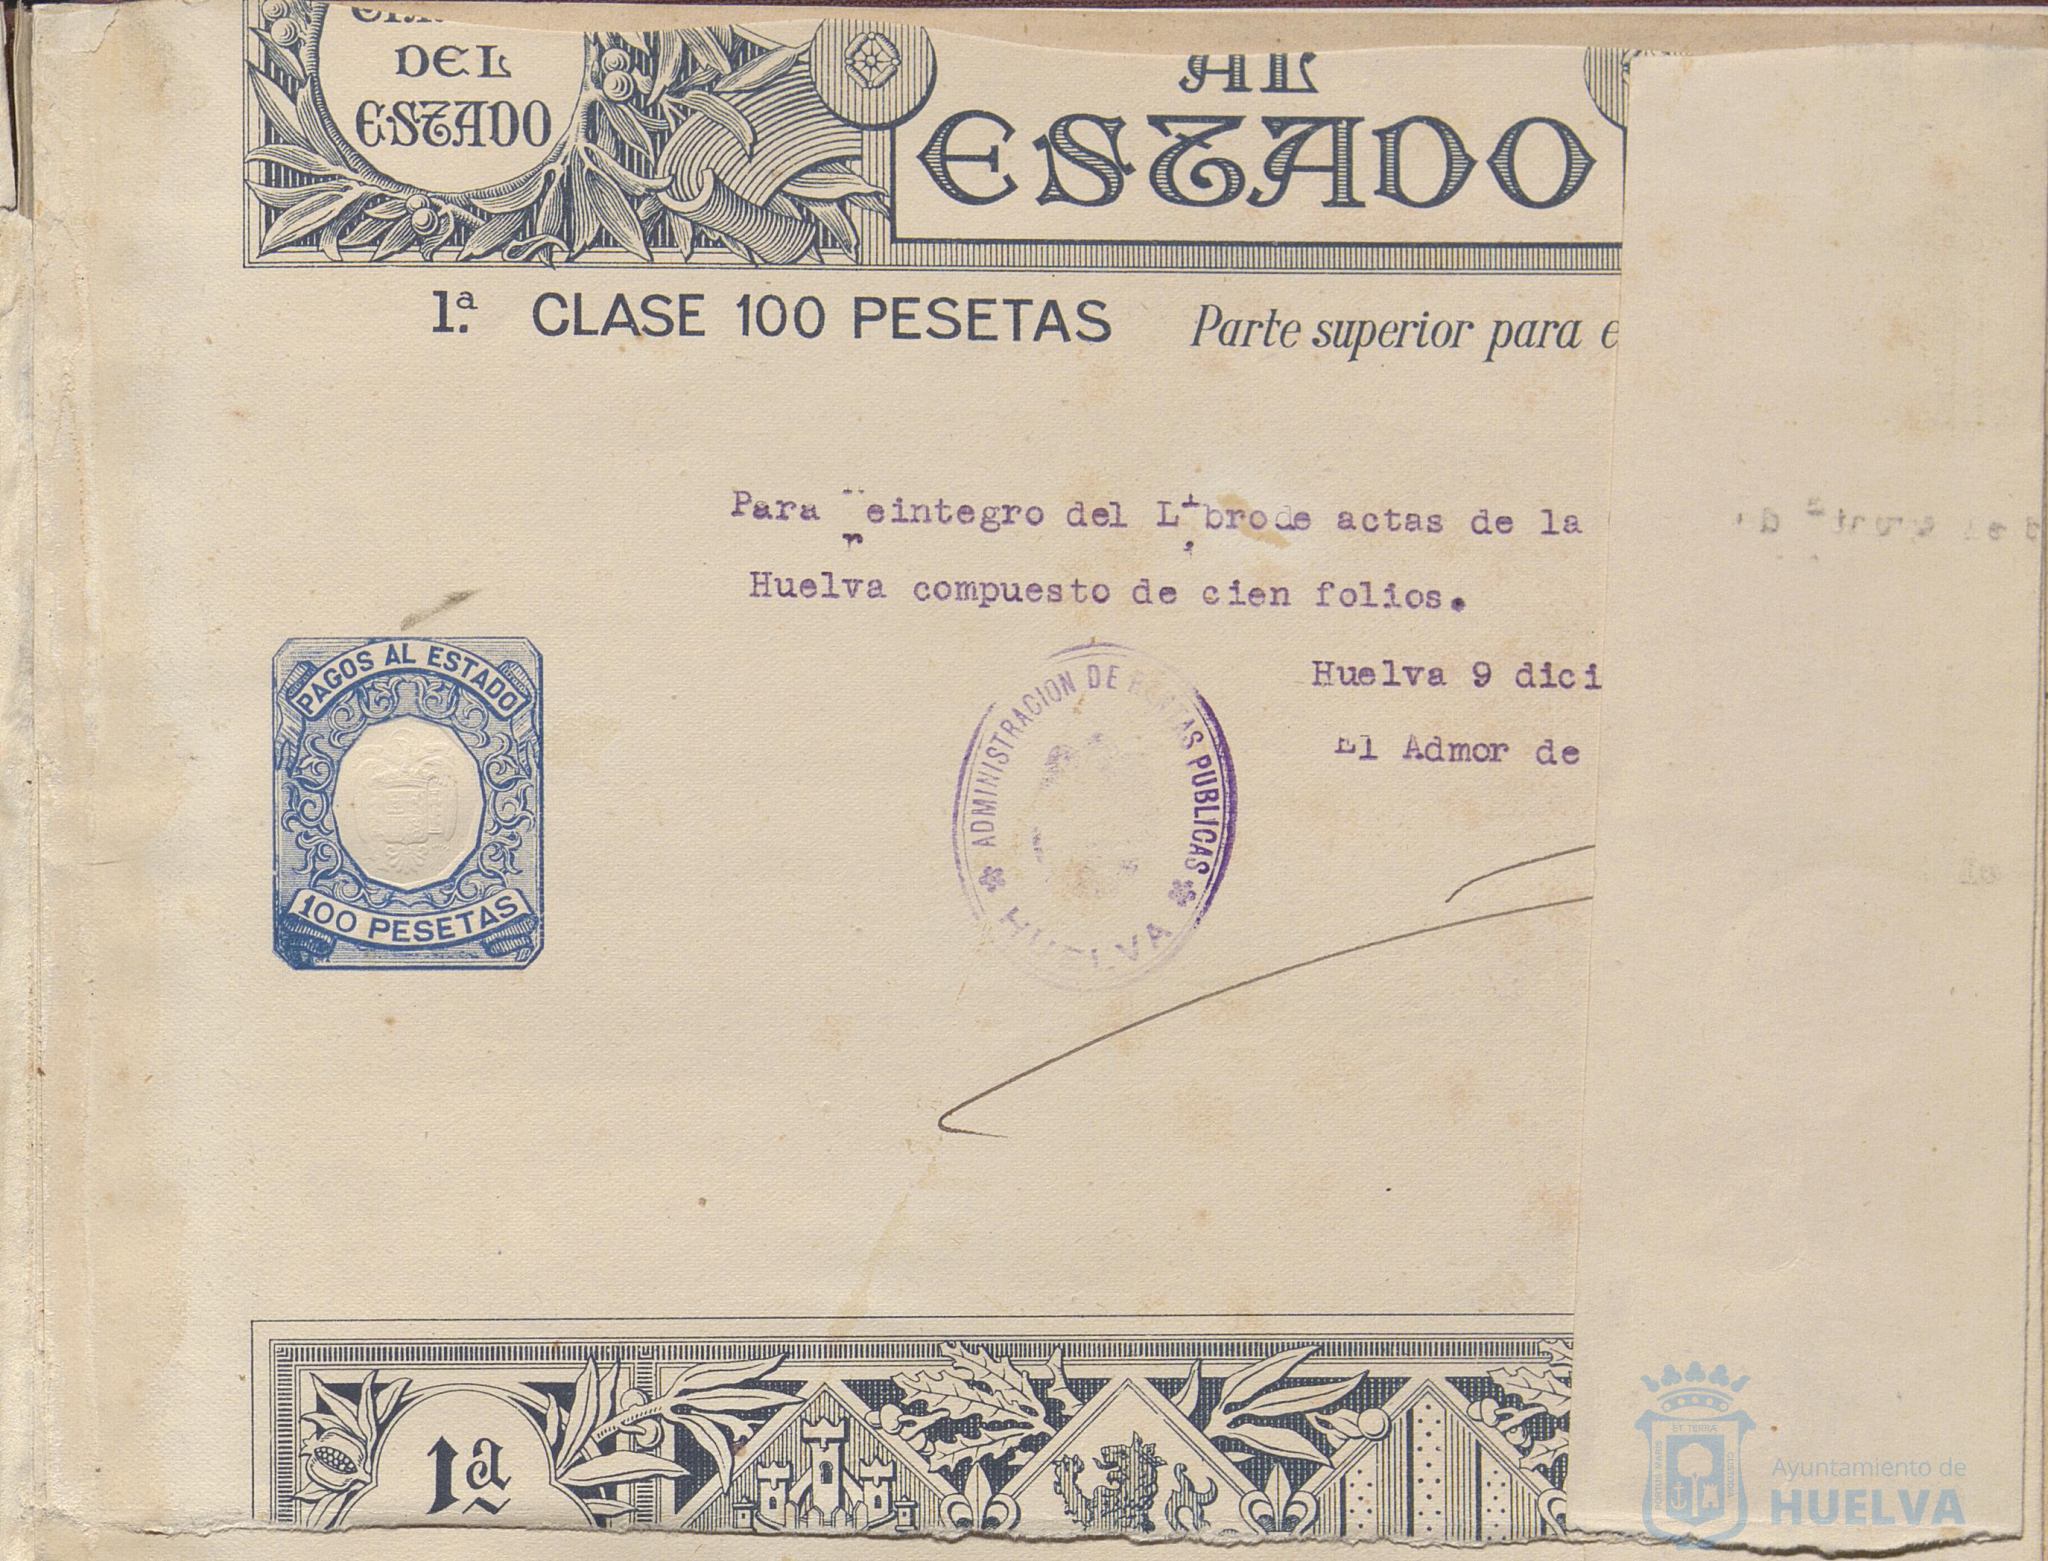 DEL
ESTADO
AL
ESTADO
1.ª CLASE 100 PESETAS Parte superior para e
Para reintegro del Libro de actas de la
Huelva compuesto de cien folios.
Huelva 9 dici
El Admor de
PAGOS AL ESTADO
100 PESETAS
ADMINISTRACION DE RENTAS PUBLICAS
HUELVA
1ª
Ayuntamiento de
HUELVA